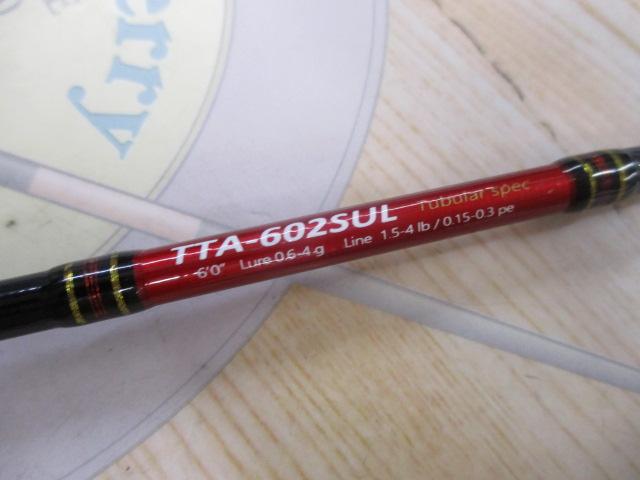 erry
TTA-602SUL Tubular spec
6'0" Lure 0.6-4 g Line 1.5-4 lb / 0.15-0.3 pe